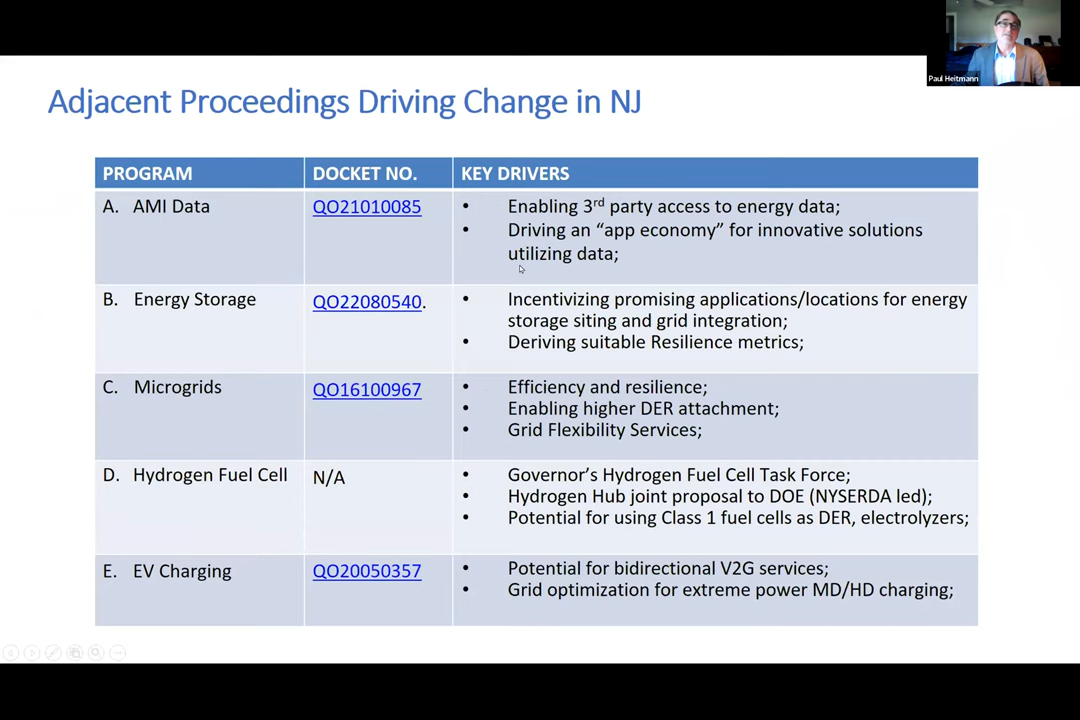 Paul Heitmann
Adjacent Proceedings Driving Change in NJ
PROGRAM DOCKET NO. KEY DRIVERS
A. AMI Data QO21010085 • Enabling 3rd party access to energy data;
• Driving an “app economy” for innovative solutions
utilizing data;
B. Energy Storage QO22080540. • Incentivizing promising applications/locations for energy
storage siting and grid integration;
• Deriving suitable Resilience metrics;
C. Microgrids QO16100967 • Efficiency and resilience;
• Enabling higher DER attachment;
• Grid Flexibility Services;
D. Hydrogen Fuel Cell N/A • Governor’s Hydrogen Fuel Cell Task Force;
• Hydrogen Hub joint proposal to DOE (NYSERDA led);
• Potential for using Class 1 fuel cells as DER, electrolyzers;
E. EV Charging QO20050357 • Potential for bidirectional V2G services;
• Grid optimization for extreme power MD/HD charging;